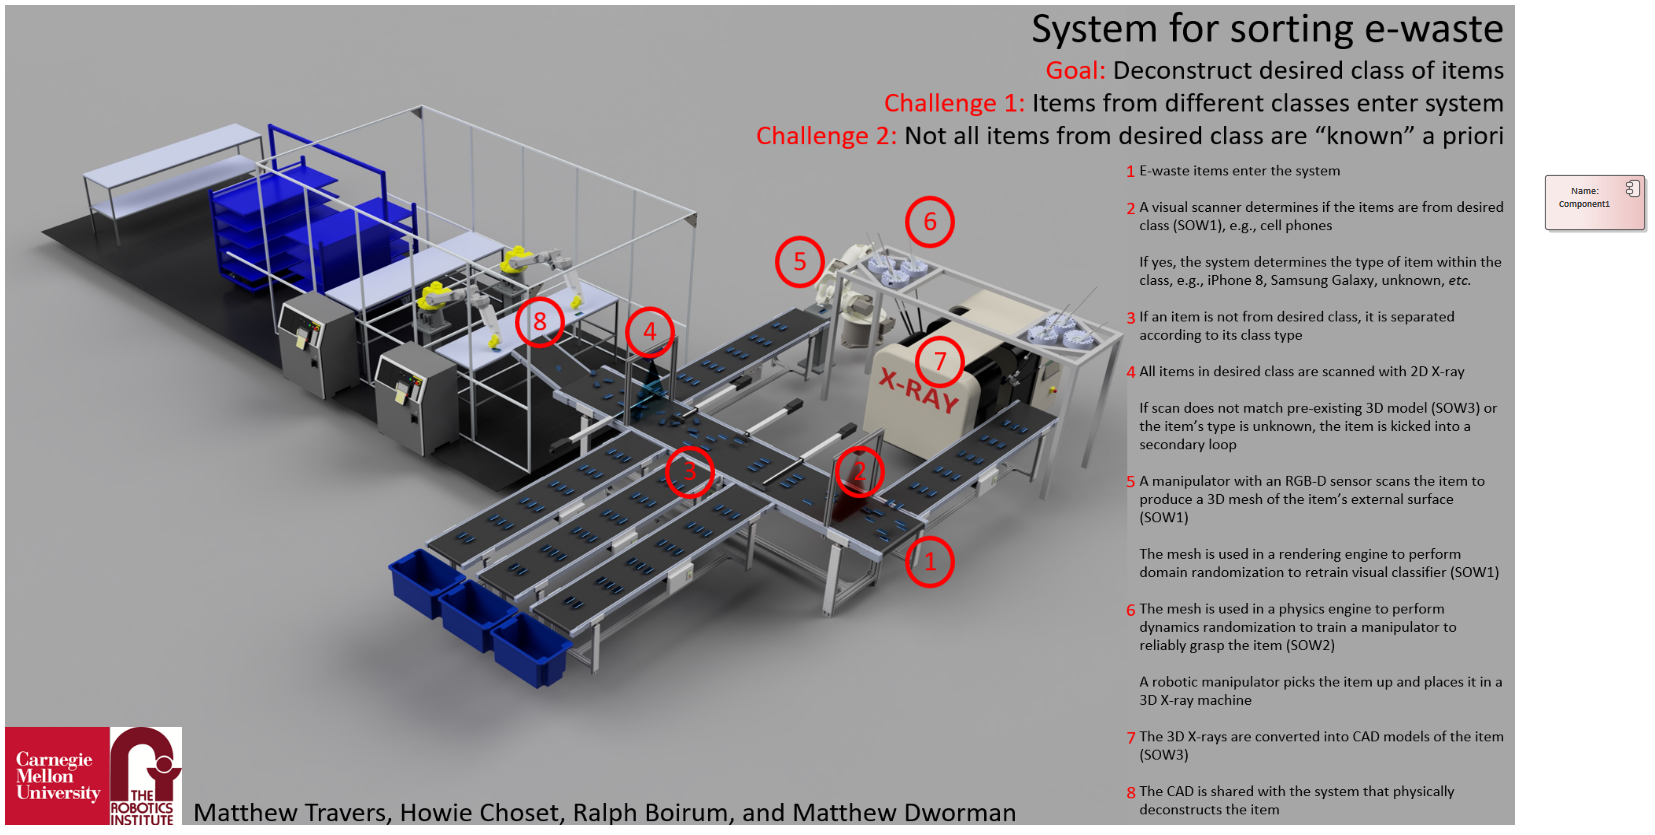 System for sorting e-waste
Goal: Deconstruct desired class of items
Challenge 1: Items from different classes enter system
Challenge 2: Not all items from desired class are “known” a priori
1 E-waste items enter the system
2 A visual scanner determines if the items are from desired
class (SOW1), e.g., cell phones
If yes, the system determines the type of item within the
class, e.g., iPhone 8, Samsung Galaxy, unknown, etc.
3 If an item is not from desired class, it is separated
according to its class type
4 All items in desired class are scanned with 2D X-ray
If scan does not match pre-existing 3D model (SOW3) or
the item’s type is unknown, the item is kicked into a
secondary loop
5 A manipulator with an RGB-D sensor scans the item to
produce a 3D mesh of the item’s external surface
(SOW1)
The mesh is used in a rendering engine to perform
domain randomization to retrain visual classifier (SOW1)
6 The mesh is used in a physics engine to perform
dynamics randomization to train a manipulator to
reliably grasp the item (SOW2)
A robotic manipulator picks the item up and places it in a
3D X-ray machine
7 The 3D X-rays are converted into CAD models of the item
(SOW3)
8 The CAD is shared with the system that physically
deconstructs the item
6
5
8
4
7
X-RAY
3
2
1
Name:
Component1
Carnegie
Mellon
University
THE
ROBOTICS
INSTITUTE
Matthew Travers, Howie Choset, Ralph Boirum, and Matthew Dworman